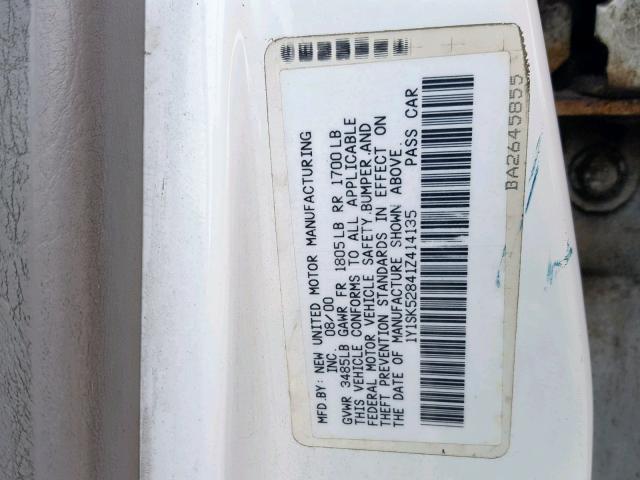 MFD.BY: NEW UNITED MOTOR MANUFACTURING
INC. 08/00
GVWR 3485LB GAWR FR 1805LB RR 1700LB
THIS VEHICLE CONFORMS TO ALL APPLICABLE
FEDERAL MOTOR VEHICLE SAFETY,BUMPER,AND
THEFT PREVENTION STANDARDS IN EFFECT ON
THE DATE OF MANUFACTURE SHOWN ABOVE.
1Y1SK52841Z414135 PASS CAR
BA2645855